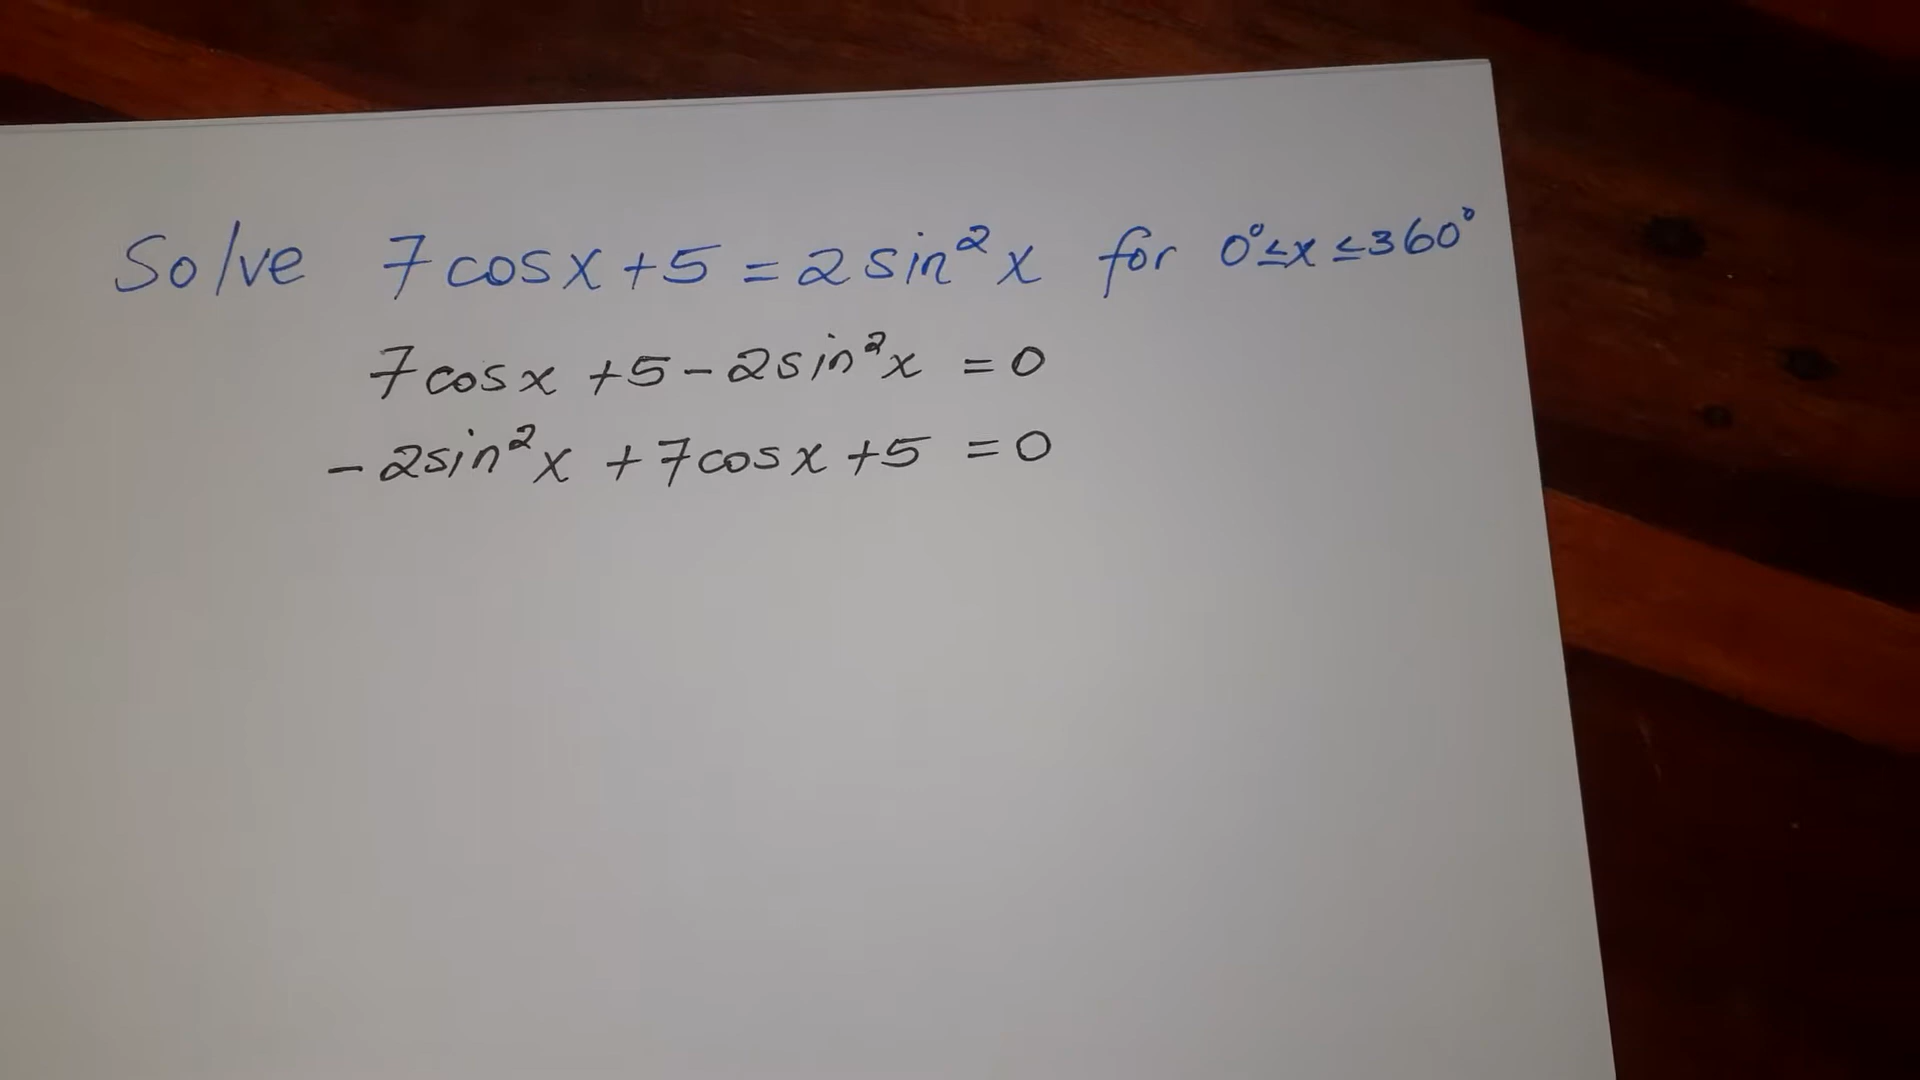 Solve 7cosx+5=2sin²x for 0°≤x≤360°
7cosx+5-2sin²x=0
-2sin²x+7cosx+5=0